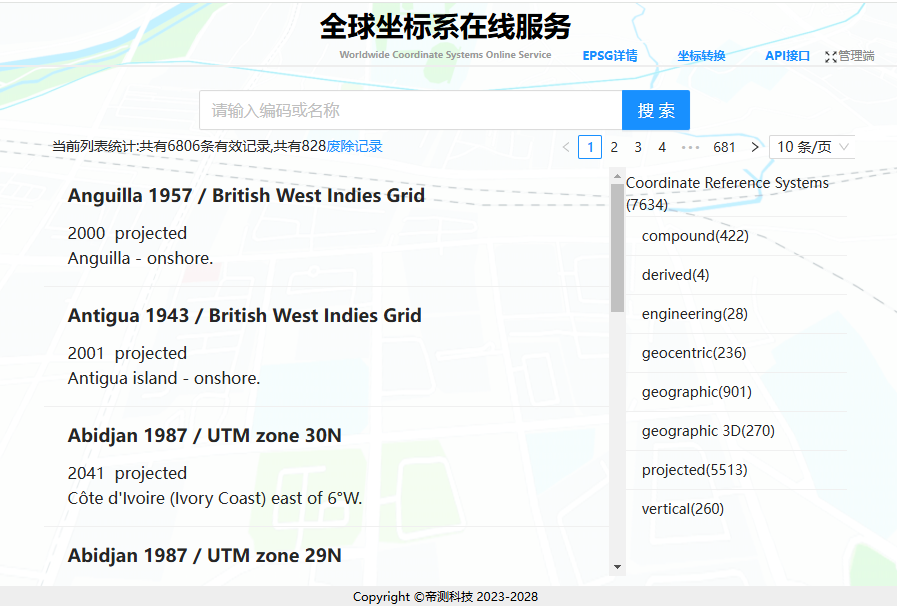 全球坐标系在线服务
Worldwide Coordinate Systems Online Service
EPSG详情 坐标转换 API接口 管理端
请输入编码或名称 搜 索
当前列表统计:共有6806条有效记录,共有828废除记录
1 2 3 4 ••• 681 10 条/页
Anguilla 1957 / British West Indies Grid
2000 projected
Anguilla - onshore.
Antigua 1943 / British West Indies Grid
2001 projected
Antigua island - onshore.
Abidjan 1987 / UTM zone 30N
2041 projected
Côte d'Ivoire (Ivory Coast) east of 6°W.
Abidjan 1987 / UTM zone 29N
Coordinate Reference Systems
(7634)
compound(422)
derived(4)
engineering(28)
geocentric(236)
geographic(901)
geographic 3D(270)
projected(5513)
vertical(260)
Copyright ©帝测科技 2023-2028